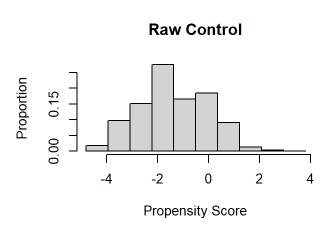 Raw Control
Proportion
0.15
0.00
-4 -2 0 2 4
Propensity Score